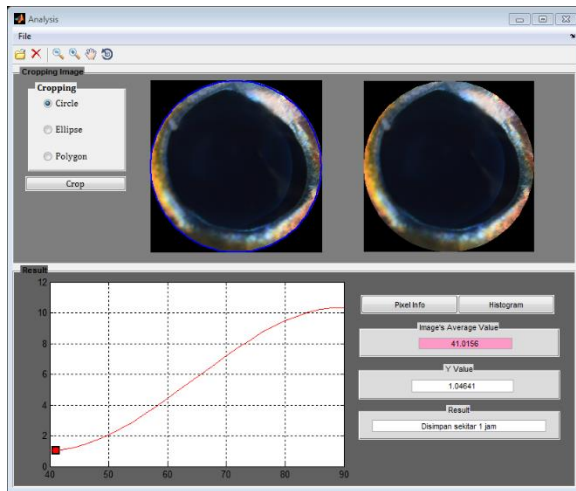 Analysis
File
Cropping Image
Cropping
Circle
Ellipse
Polygon
Crop
Result
12
10
8
6
4
2
0
40
50
60
70
80
90
Pixel Info
Histogram
Image's Average Value
41.0156
Y Value
1.04641
Result
Disimpan sekitar 1 jam